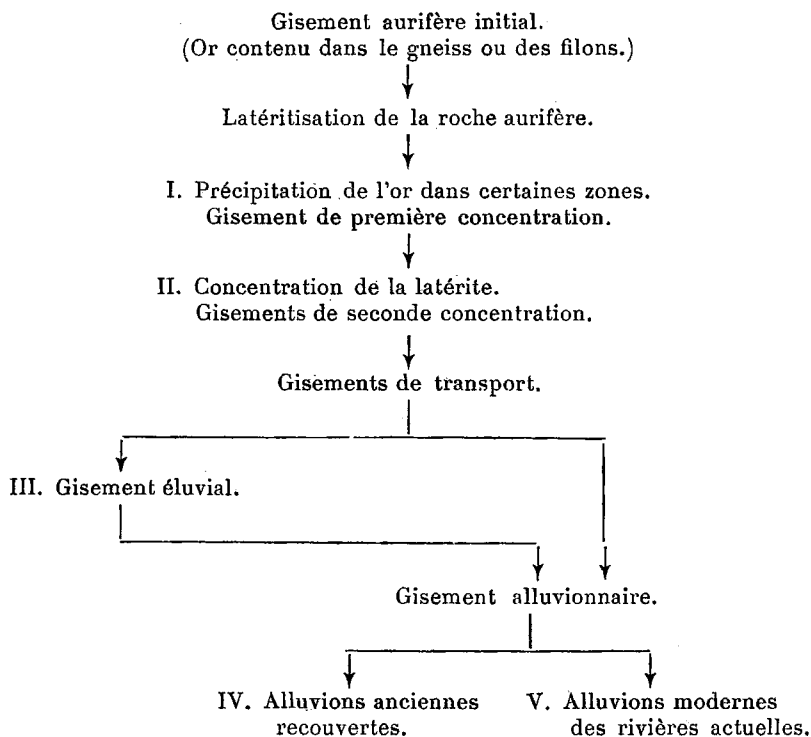 Gisement aurifère initial.
(Or contenu dans le gneiss ou des filons.)
Latéritisation de la roche aurifère.
I. Précipitation de l'or dans certaines zones.
Gisement de première concentration.
II. Concentration de la latérite.
Gisements de seconde concentration.
Gisements de transport.
III. Gisement éluvial.
Gisement alluvionnaire.
IV. Alluvions anciennes
recouvertes.
V. Alluvions modernes
des rivières actuelles.